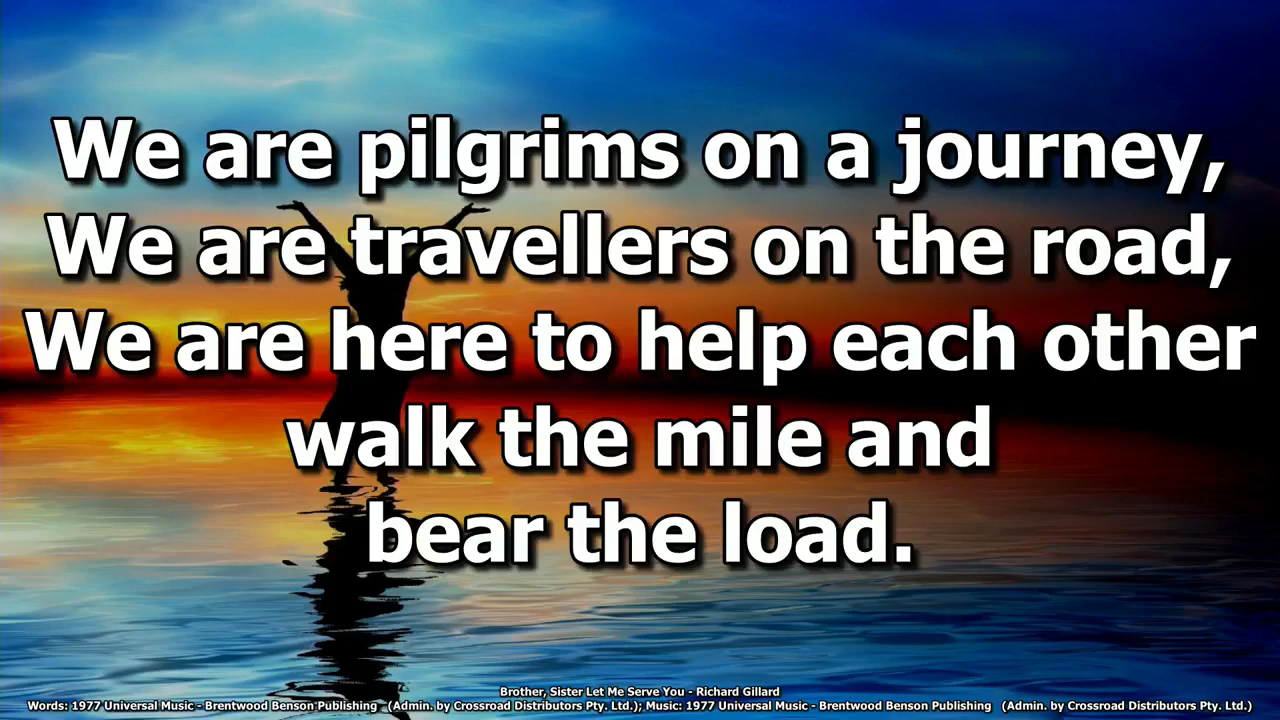 We are pilgrims on a journey,
We are travellers on the road,
We are here to help each other
walk the mile and
bear the load.
Brother, Sister Let Me Serve You - Richard Gillard
Words: 1977 Universal Music - Brentwood Benson Publishing (Admin. by Crossroad Distributors Pty. Ltd.); Music: 1977 Universal Music - Brentwood Benson Publishing (Admin. by Crossroad Distributors Pty. Ltd.)